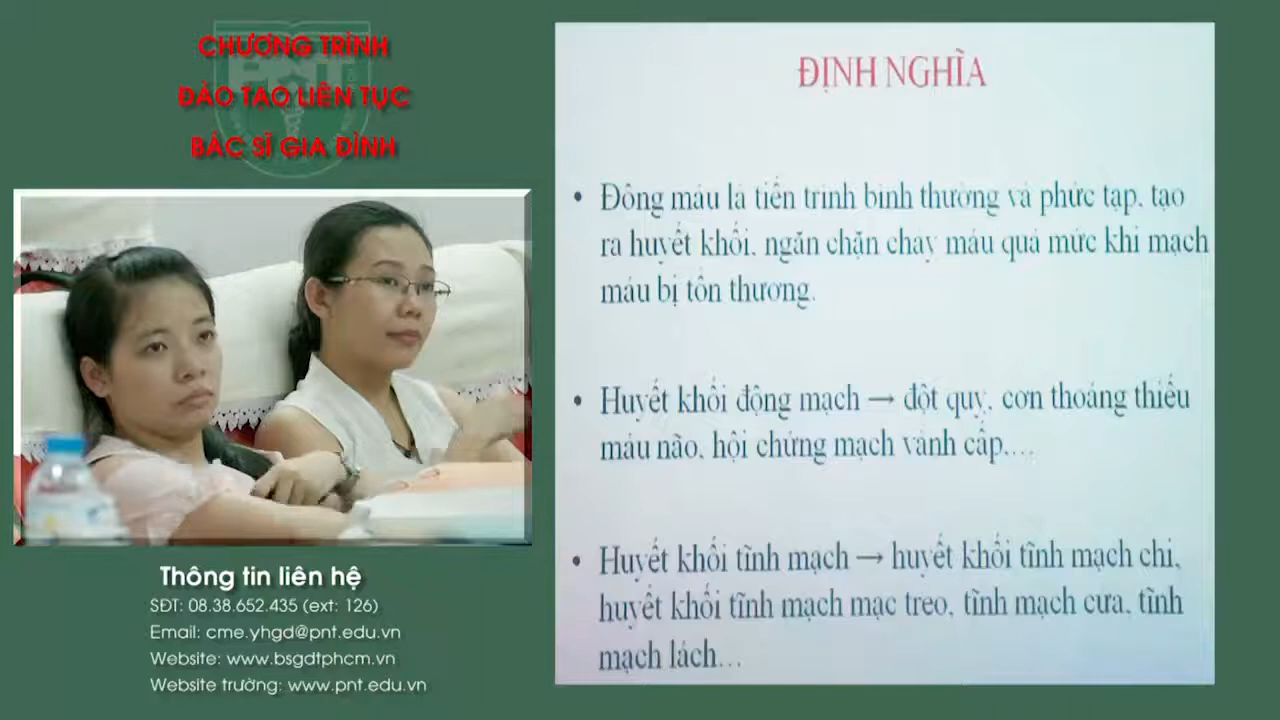 CHƯƠNG TRÌNH
ĐÀO TẠO LIÊN TỤC
BÁC SĨ GIA ĐÌNH
PNT
Thông tin liên hệ
SĐT: 08.38.652.435 (ext: 126)
Email: cme.yhgd@pnt.edu.vn
Website: www.bsgdtphcm.vn
Website trường: www.pnt.edu.vn
ĐỊNH NGHĨA
• Đông máu là tiến trình bình thường và phức tạp, tạo
ra huyết khối, ngăn chặn chảy máu quá mức khi mạch
máu bị tổn thương.
• Huyết khối động mạch → đột quỵ, cơn thoáng thiếu
máu não, hội chứng mạch vành cấp....
• Huyết khối tĩnh mạch → huyết khối tĩnh mạch chi,
huyết khối tĩnh mạch mạc treo, tĩnh mạch cửa, tĩnh
mạch lách...